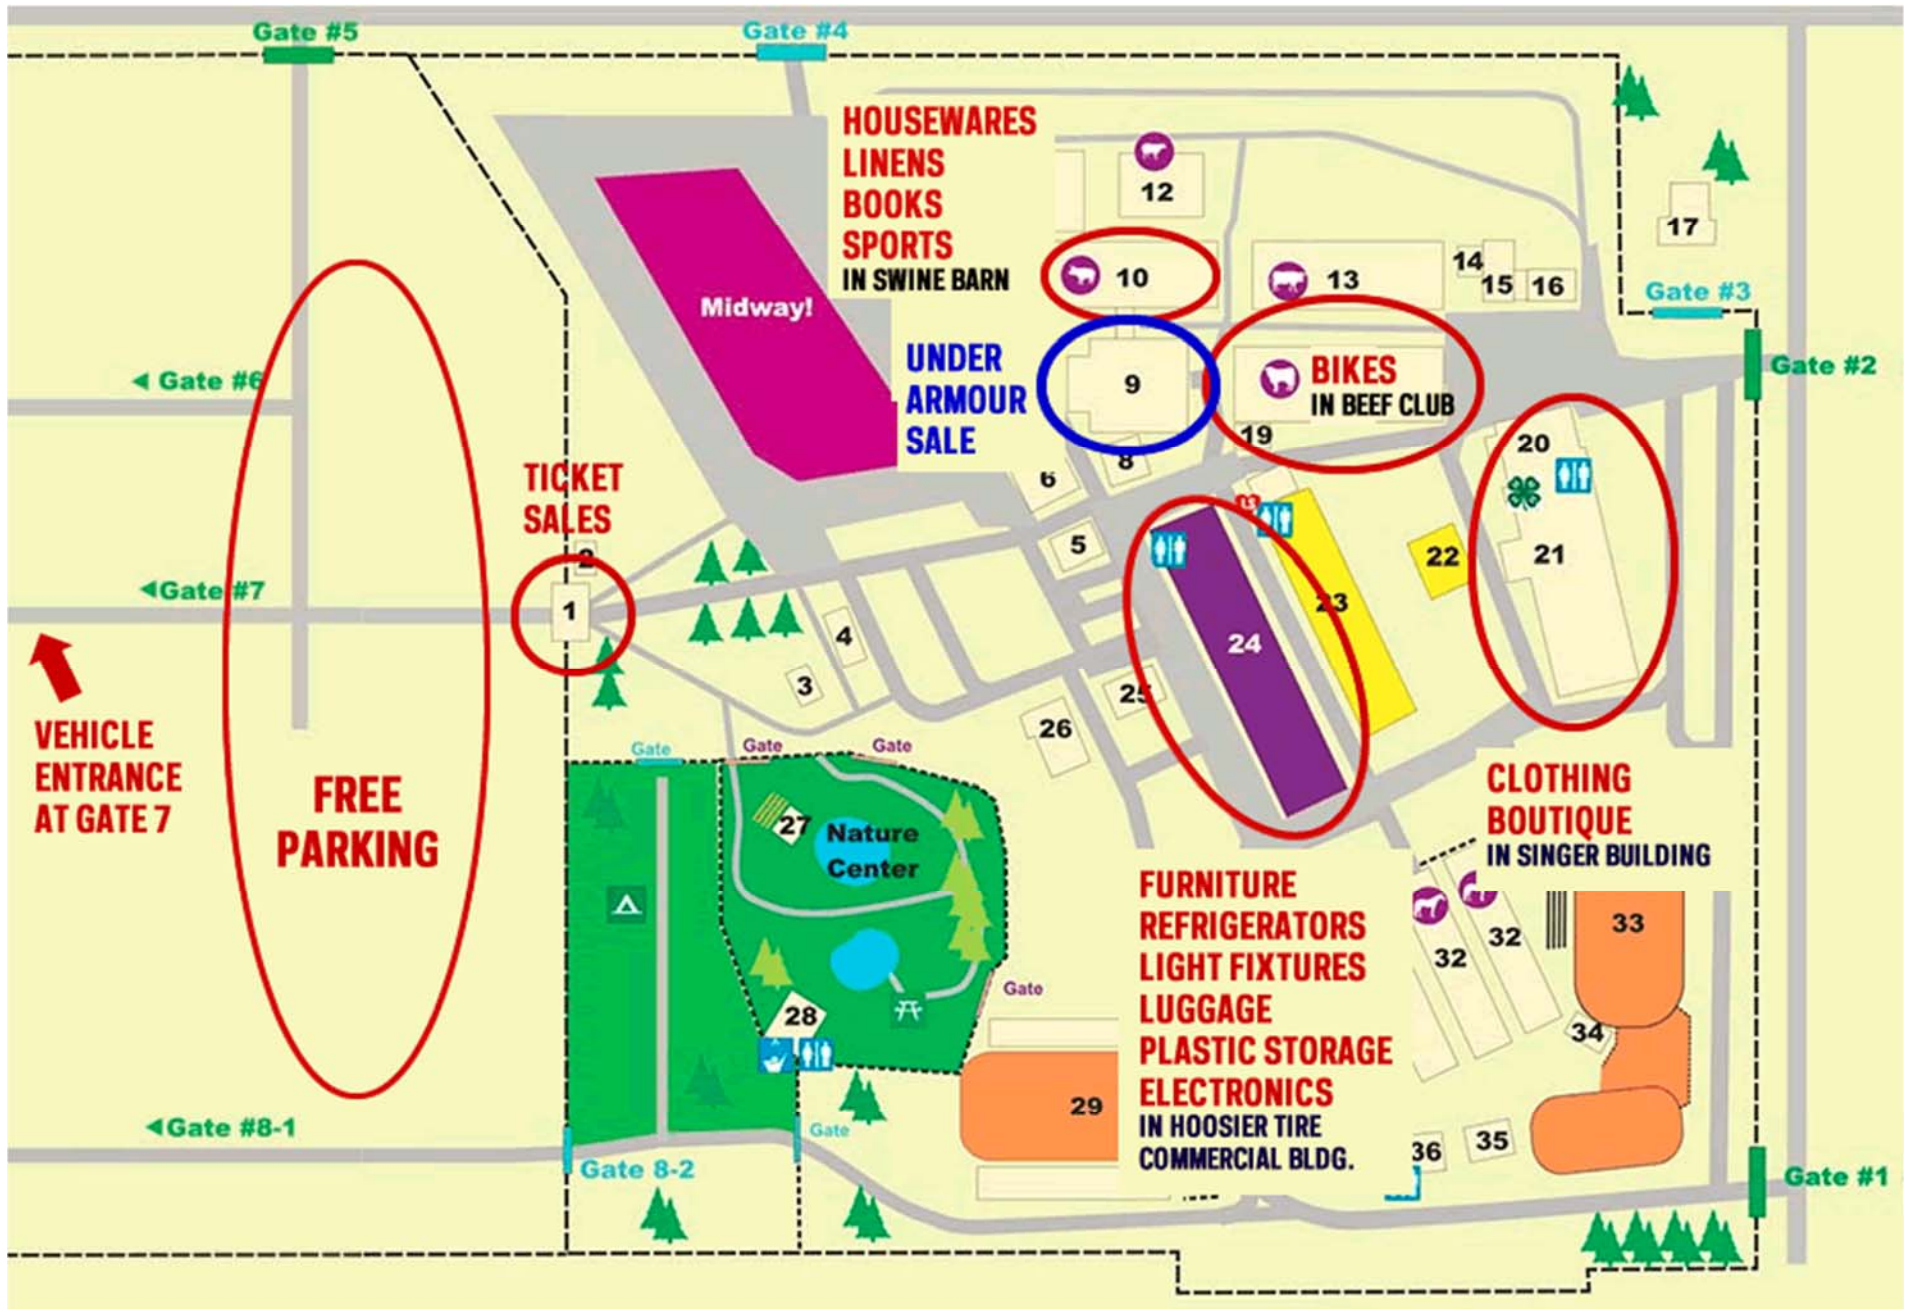 Gate #5
Gate #4
HOUSEWARES
LINENS
BOOKS
SPORTS
IN SWINE BARN
12
17
10
13
14
15
16
Gate #3
Midway!
UNDER
ARMOUR
SALE
9
BIKES
IN BEEF CLUB
Gate #2
Gate #6
19
20
8
6
TICKET
SALES
2
5
22
21
Gate #7
1
23
24
4
3
25
26
VEHICLE
ENTRANCE
AT GATE 7
FREE
PARKING
Gate
Gate
Gate
CLOTHING
BOUTIQUE
IN SINGER BUILDING
27
Nature
Center
FURNITURE
REFRIGERATORS
LIGHT FIXTURES
LUGGAGE
PLASTIC STORAGE
ELECTRONICS
IN HOOSIER TIRE
COMMERCIAL BLDG.
32
32
33
Gate
28
34
29
Gate #8-1
Gate
36
35
Gate 8-2
Gate #1